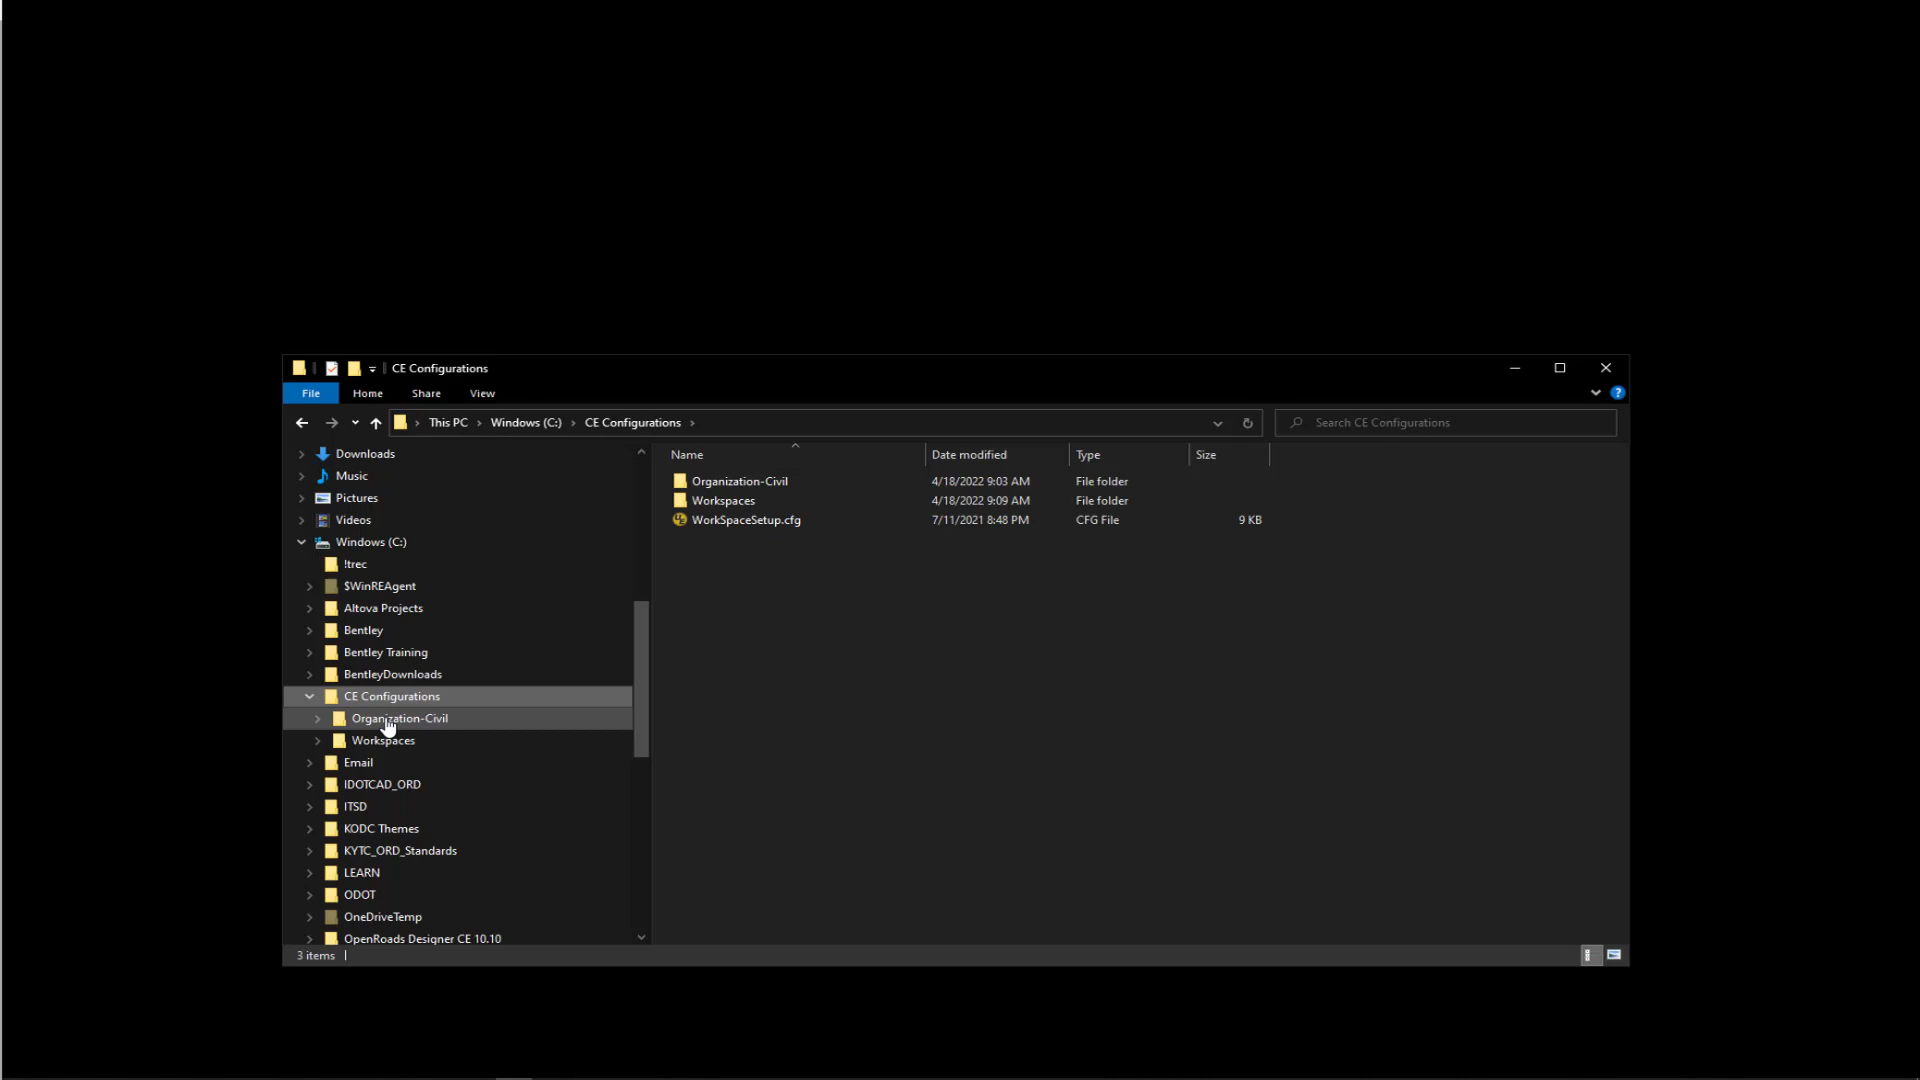 CE Configurations
File Home Share View
This PC Windows (C:) CE Configurations
Search CE Configurations
Downloads
Music
Pictures
Videos
Windows (C:)
!trec
$WinREAgent
Altova Projects
Bentley
Bentley Training
BentleyDownloads
CE Configurations
Organization-Civil
Workspaces
Email
IDOTCAD_ORD
ITSD
KODC Themes
KYTC_ORD_Standards
LEARN
ODOT
OneDriveTemp
OpenRoads Designer CE 10.10
Name Date modified Type Size
Organization-Civil 4/18/2022 9:03 AM File folder
Workspaces 4/18/2022 9:09 AM File folder
WorkSpaceSetup.cfg 7/11/2021 8:48 PM CFG File 9 KB
3 items